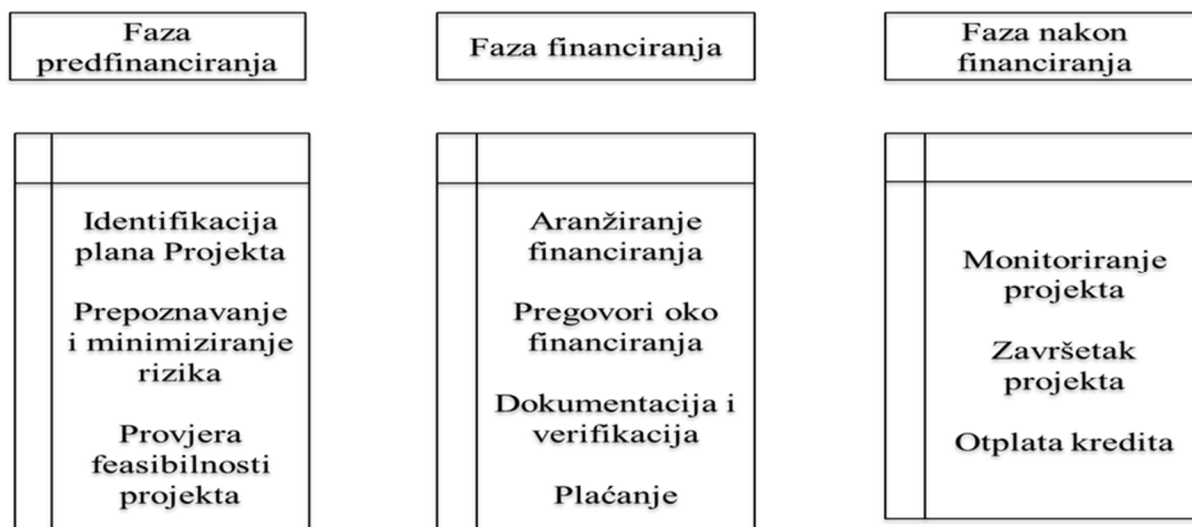 Faza
predfinanciranja
Faza financiranja
Faza nakon
financiranja
Identifikacija
plana Projekta
Prepoznavanje
i minimiziranje
rizika
Provjera
feasibilnosti
projekta
Aranžiranje
financiranja
Pregovori oko
financiranja
Dokumentacija i
verifikacija
Plaćanje
Monitoriranje
projekta
Završetak
projekta
Otplata kredita